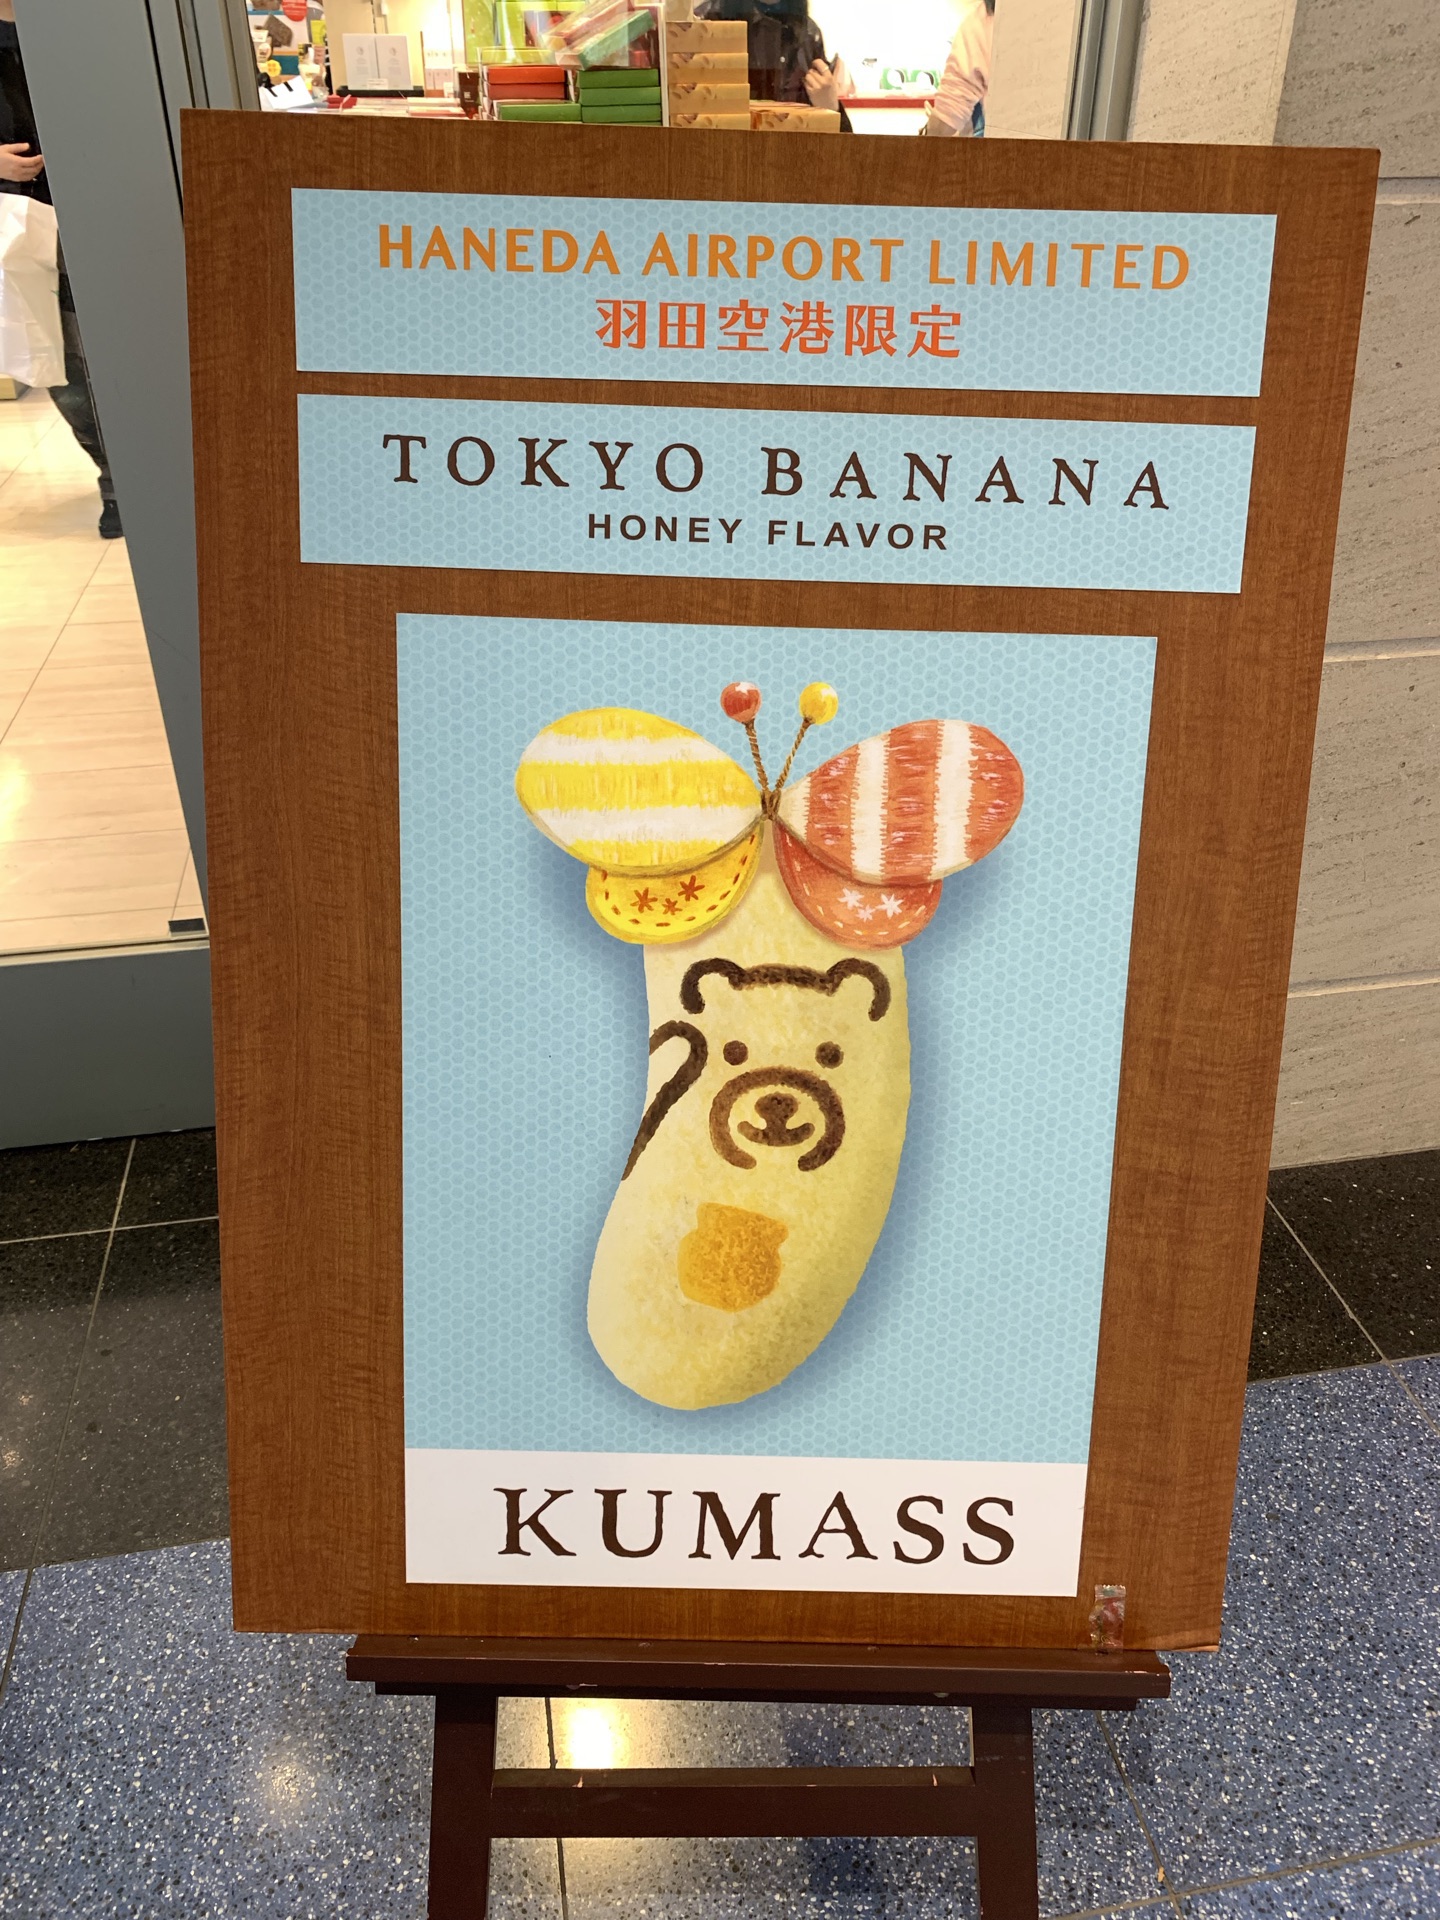 HANEDA AIRPORT LIMITED
羽田空港限定
TOKYO BANANA
HONEY FLAVOR
KUMASS